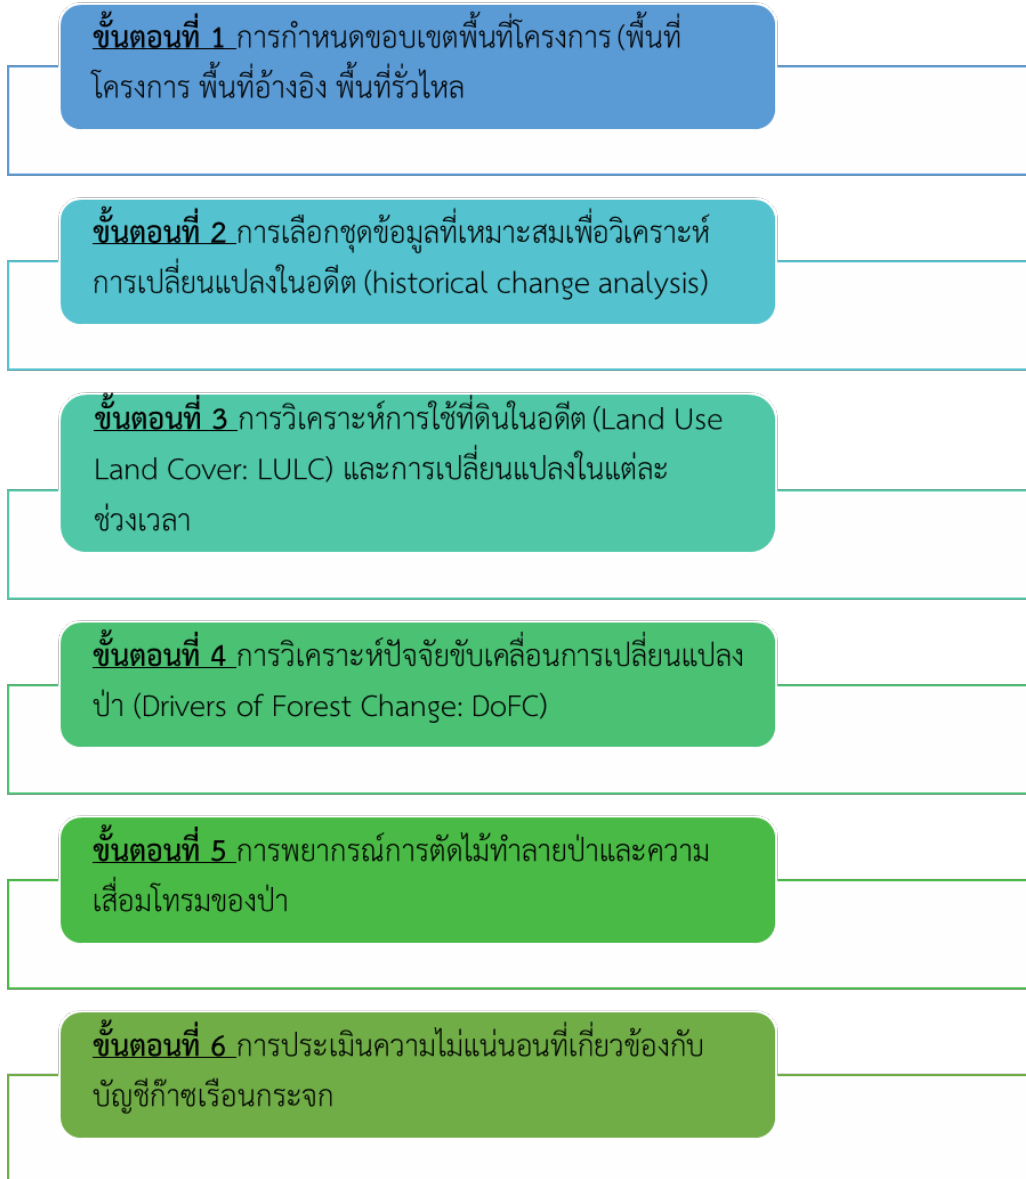 ขั้นตอนที่ 1 การกำหนดขอบเขตพื้นที่โครงการ (พื้นที่
โครงการ พื้นที่อ้างอิง พื้นที่รั่วไหล
ขั้นตอนที่ 2 การเลือกชุดข้อมูลที่เหมาะสมเพื่อวิเคราะห์
การเปลี่ยนแปลงในอดีต (historical change analysis)
ขั้นตอนที่ 3 การวิเคราะห์การใช้ที่ดินในอดีต (Land Use
Land Cover: LULC) และการเปลี่ยนแปลงในแต่ละ
ช่วงเวลา
ขั้นตอนที่ 4 การวิเคราะห์ปัจจัยขับเคลื่อนการเปลี่ยนแปลง
ป่า (Drivers of Forest Change: DoFC)
ขั้นตอนที่ 5 การพยากรณ์การตัดไม้ทำลายป่าและความ
เสื่อมโทรมของป่า
ขั้นตอนที่ 6 การประเมินความไม่แน่นอนที่เกี่ยวข้องกับ
บัญชีก๊าซเรือนกระจก